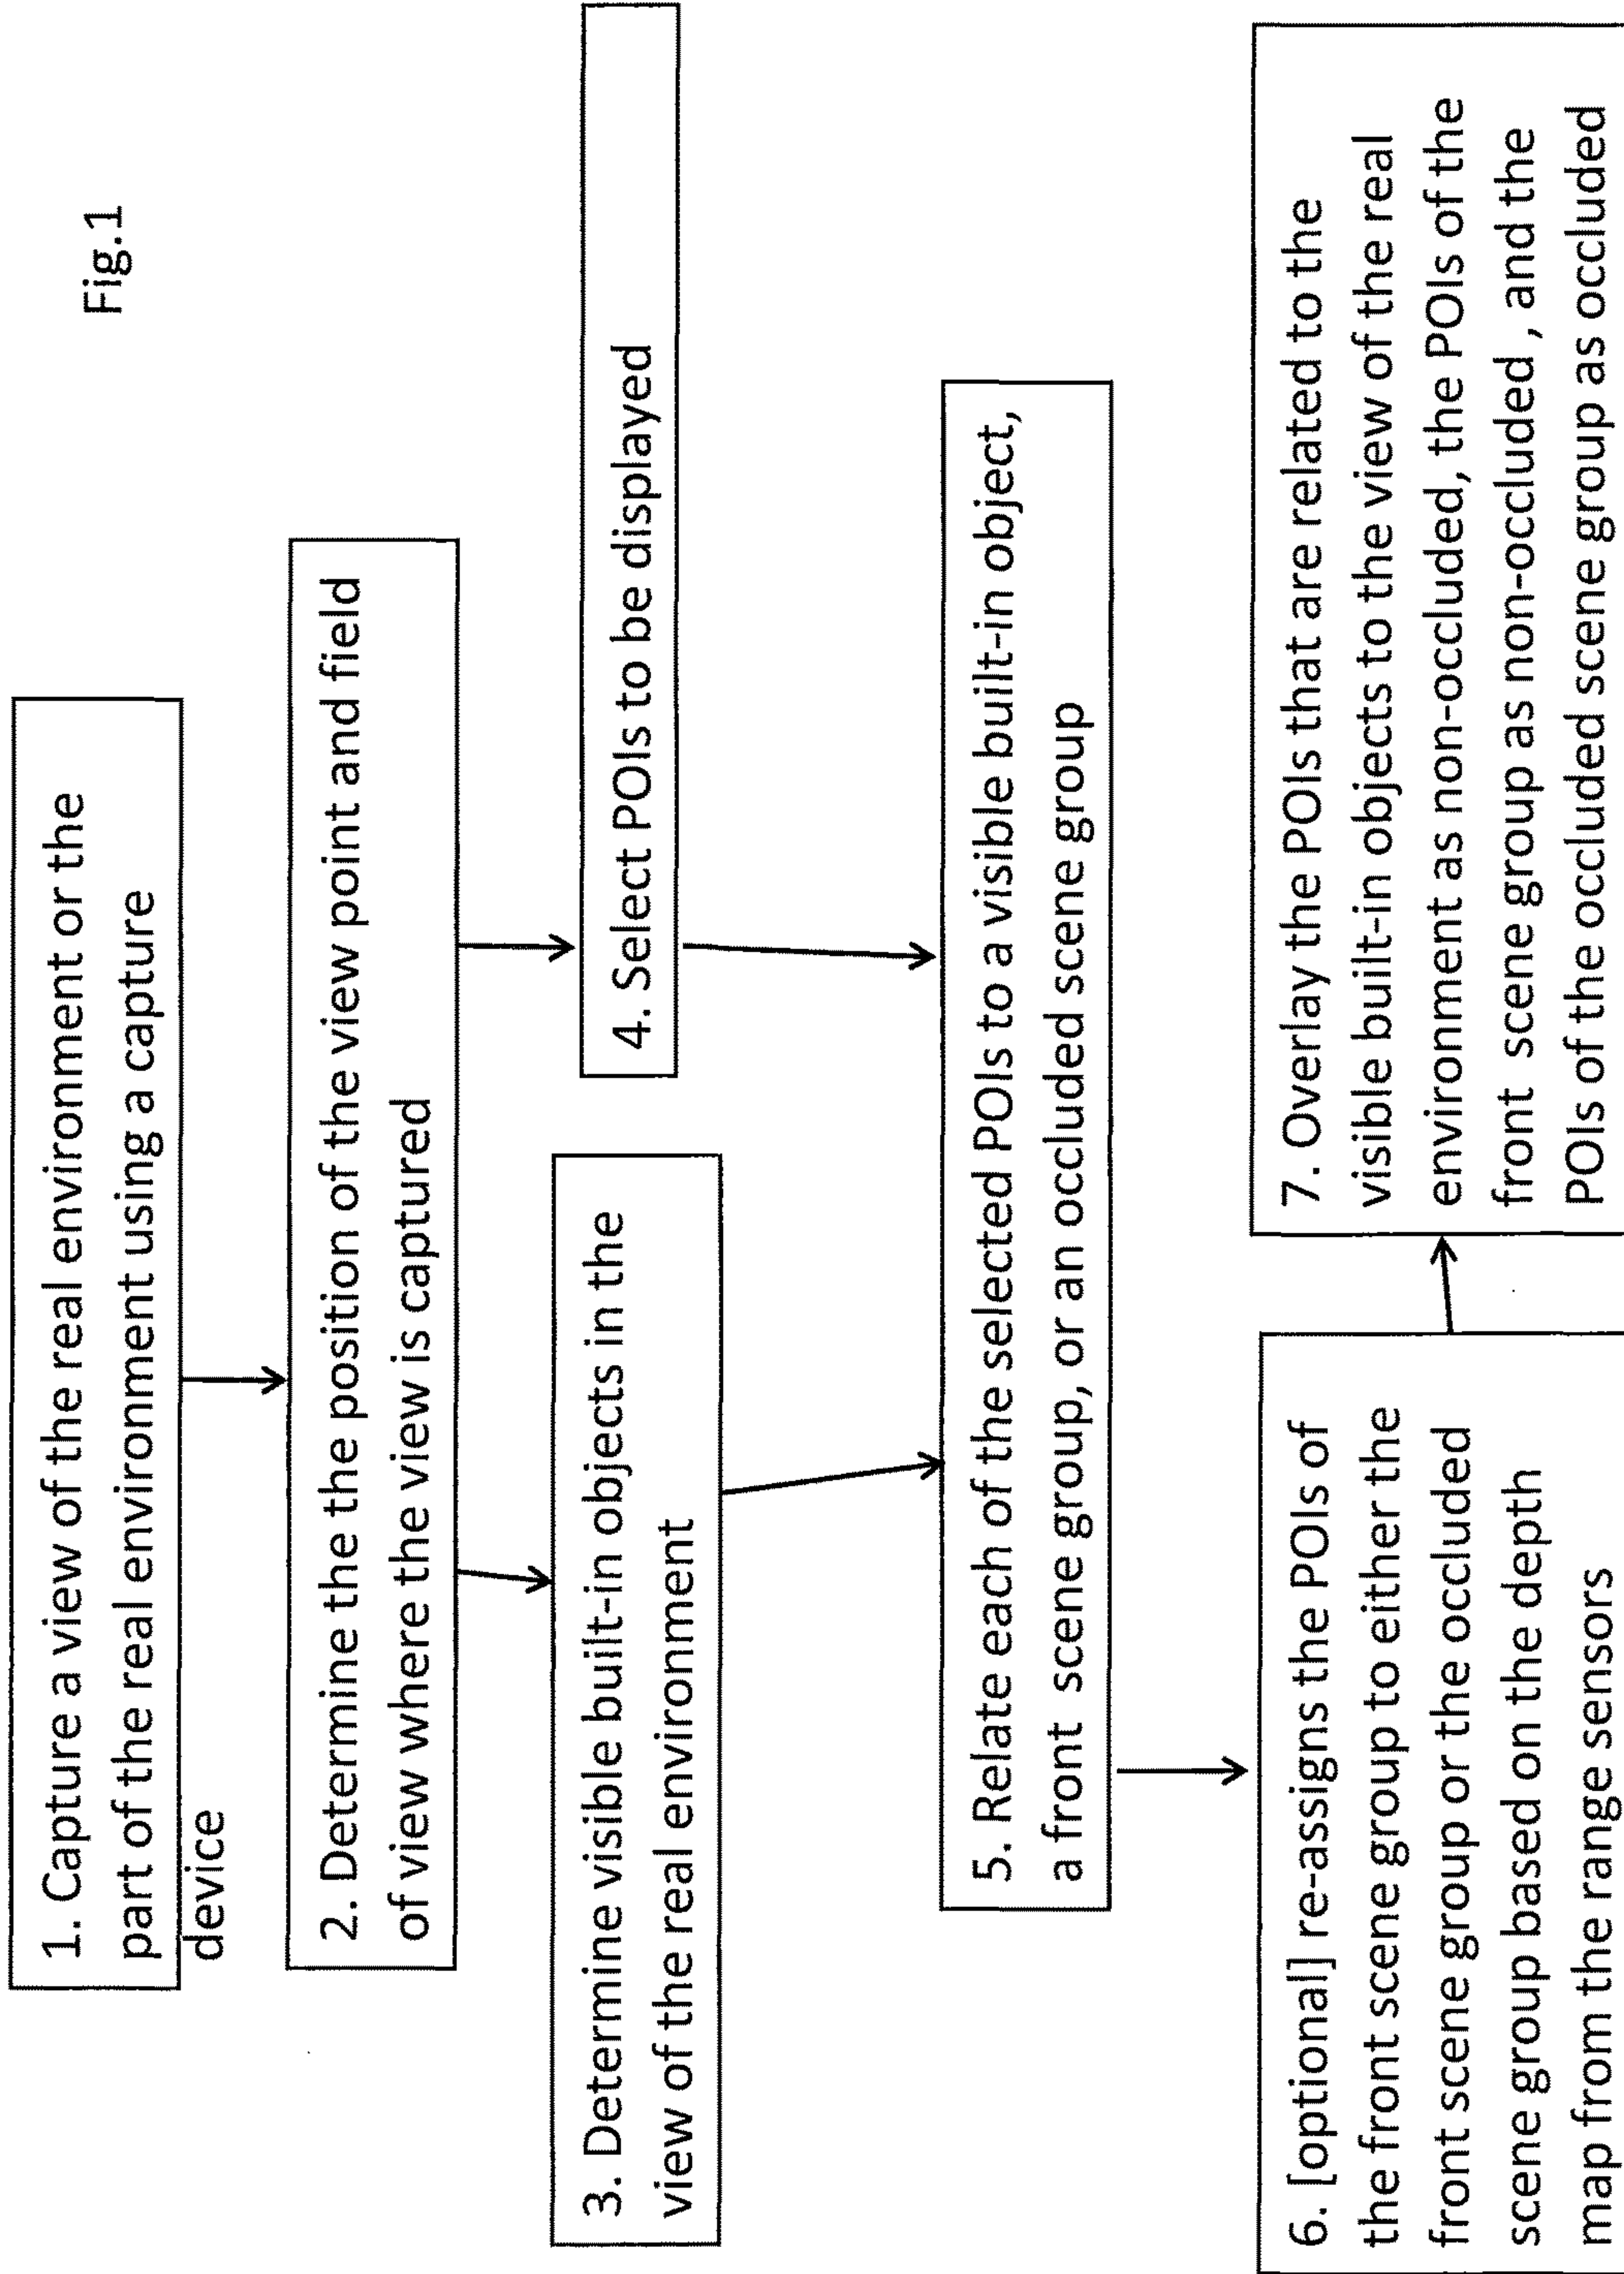 Fig.1
1. Capture a view of the real environment or the
part of the real environment using a capture
device
2. Determine the the position of the view point and field
of view where the view is captured
3. Determine visible built-in objects in the
view of the real environment
4. Select POIs to be displayed
5. Relate each of the selected POIs to a visible built-in object,
a front scene group, or an occluded scene group
6. [optional] re-assigns the POIs of
the front scene group to either the
front scene group or the occluded
scene group based on the depth
map from the range sensors
7. Overlay the POIs that are related to the
visible built-in objects to the view of the real
environment as non-occluded, the POIs of the
front scene group as non-occluded , and the
POIs of the occluded scene group as occluded